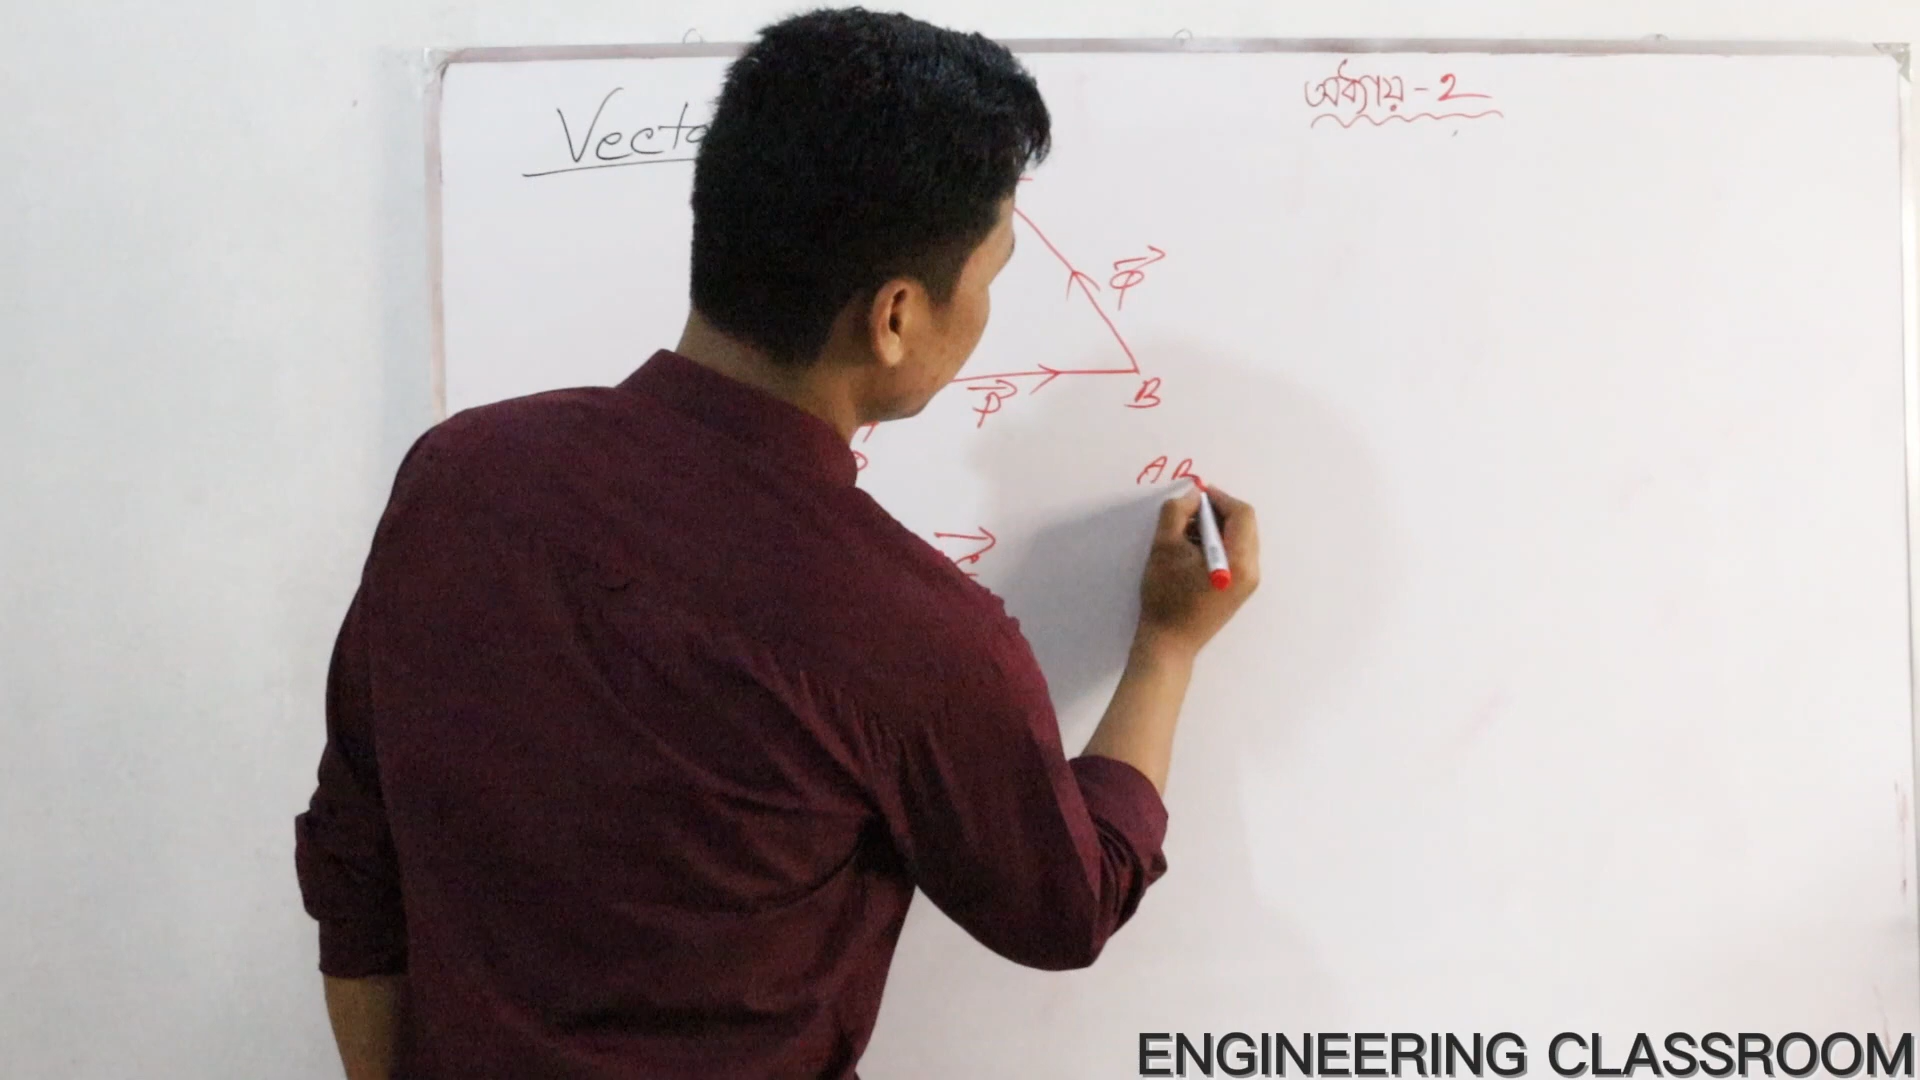 Vecto
অধ্যায় - 2
Q
P
B
AB
ENGINEERING CLASSROOM